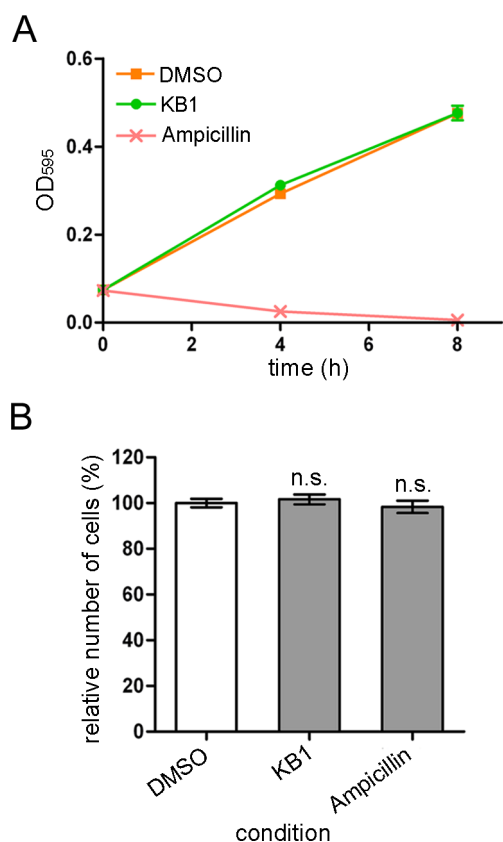 A
0.6
DMSO
KB1
Ampicillin
0.4
OD595
0.2
0.0
0 2 4 6 8
time (h)
B
120
n.s. n.s.
100
80
60
40
20
0
relative number of cells (%)
DMSO KB1 Ampicillin
condition